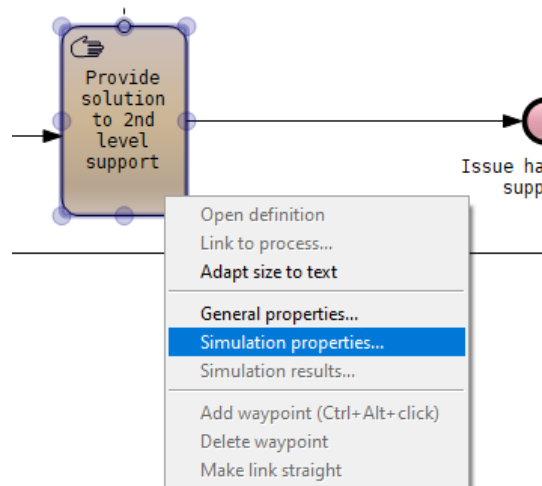 Provide
solution
to 2nd
level
support
Issue ha
supp
Open definition
Link to process...
Adapt size to text
General properties...
Simulation properties...
Simulation results...
Add waypoint (Ctrl+Alt+click)
Delete waypoint
Make link straight